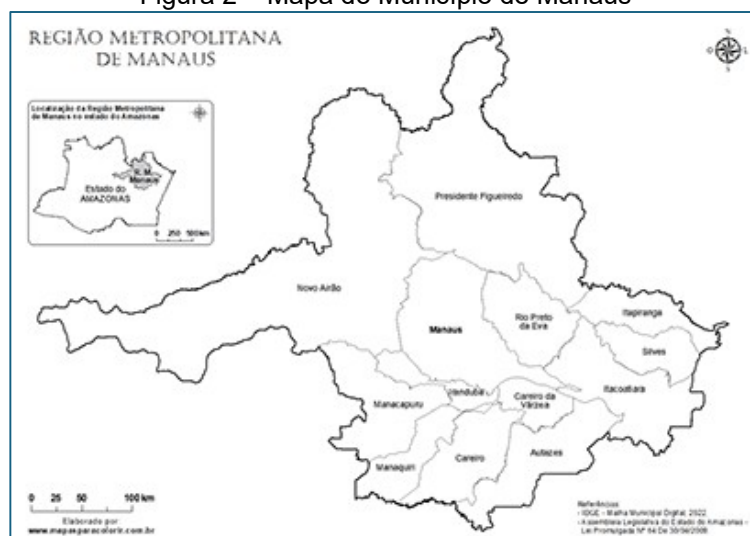 Figura 2 – Mapa do Município de Manaus
REGIÃO METROPOLITANA
DE MANAUS
Localização da Região Metropolitana
de Manaus no estado do Amazonas
R. M.
Manaus
Estado do
AMAZONAS
0 250 500km
N
O L
S
Presidente Figueiredo
Novo Airão
Manaus
Rio Preto
da Eva
Itapiranga
Silves
Itacoatiara
Iranduba
Careiro da
Várzea
Manacapuru
Manaquiri
Careiro
Autazes
0 25 50 100km
Elaborado por
www.mapasparacolorir.com.br
Referências:
- IBGE – Malha Municipal Digital, 2022
- Assembleia Legislativa do Estado do Amazonas -
Lei Promulgada Nº 64 De 30/04/2009.